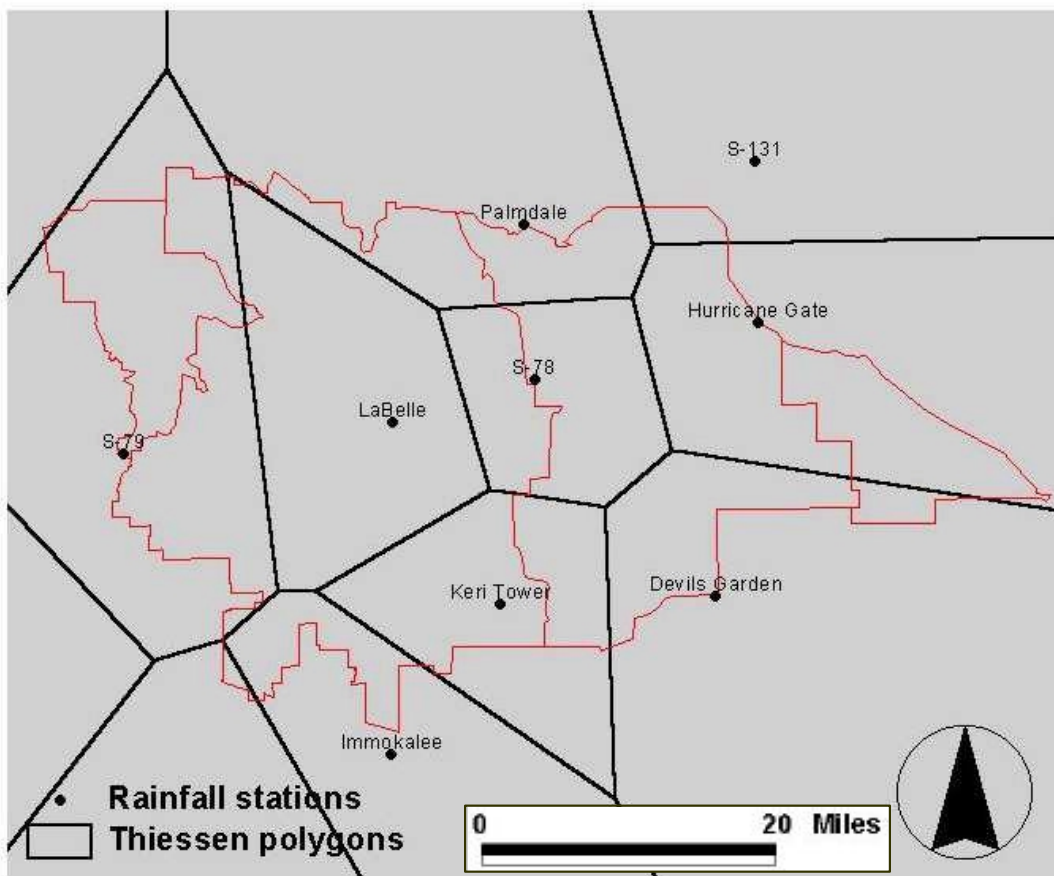 S-131
Palmdale
Hurricane Gate
S-78
LaBelle
S-79
Devils Garden
Keri Tower
Immokalee
Rainfall stations
Thiessen polygons
0 20 Miles